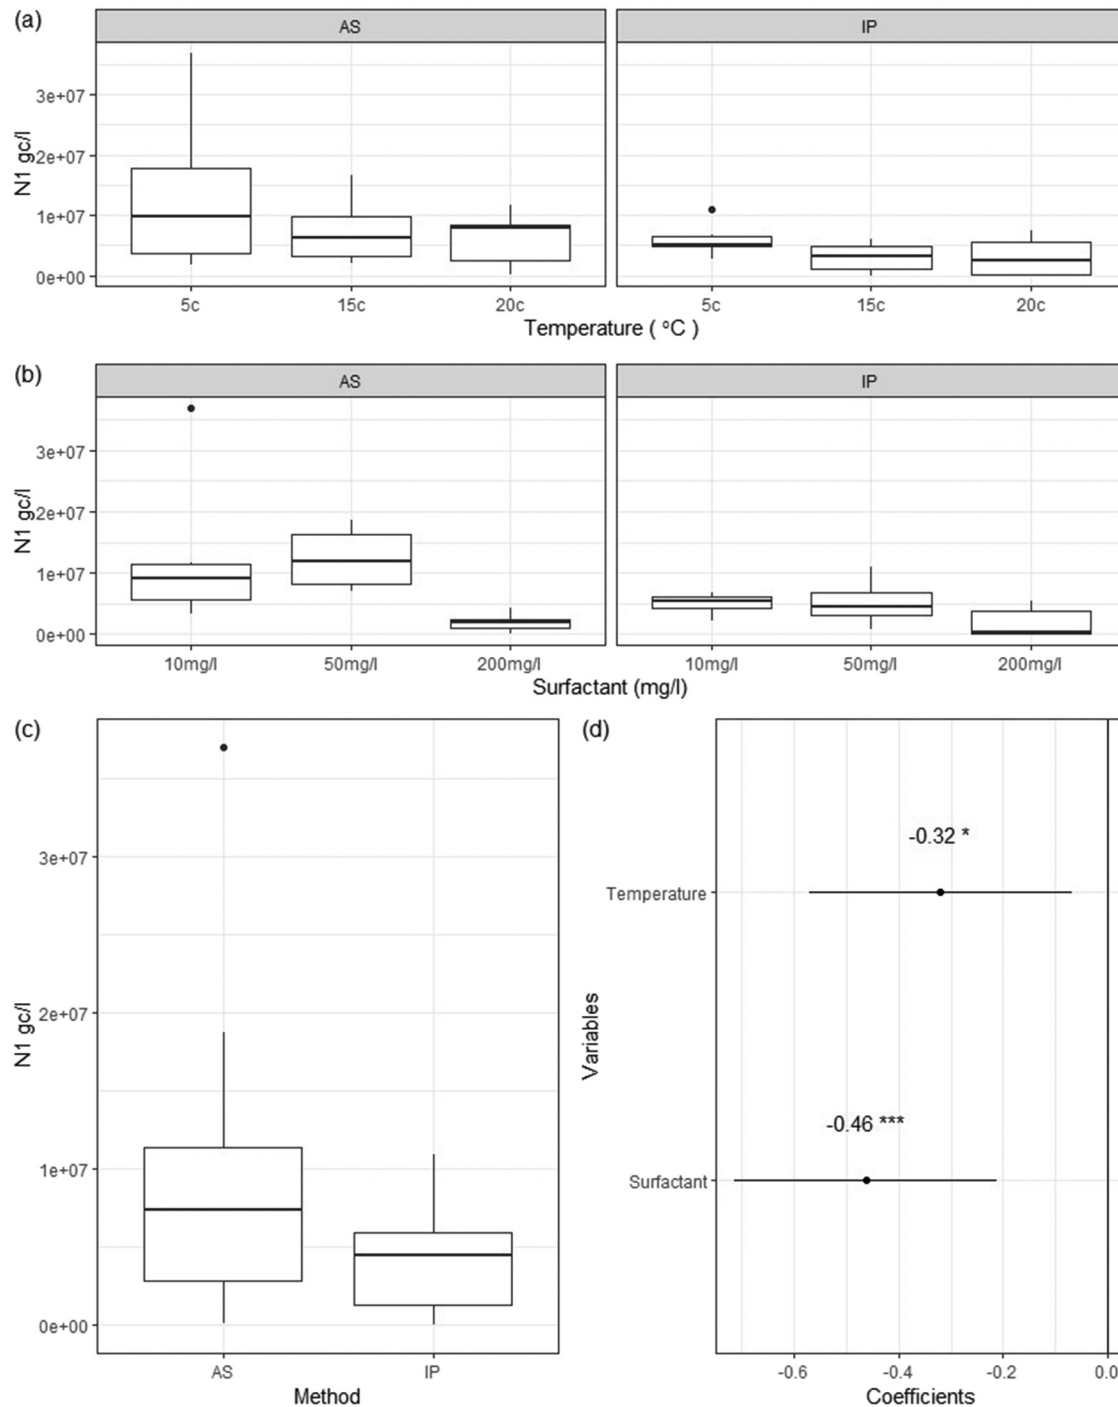 (a)
AS
IP
N1 gc/l
3e+07
2e+07
1e+07
0e+00
5c 15c 20c
5c 15c 20c
Temperature ( °C )
(b)
AS
IP
N1 gc/l
3e+07
2e+07
1e+07
0e+00
10mg/l 50mg/l 200mg/l
10mg/l 50mg/l 200mg/l
Surfactant (mg/l)
(c)
N1 gc/l
3e+07
2e+07
1e+07
0e+00
AS IP
Method
(d)
Variables
-0.32 *
Temperature
-0.46 ***
Surfactant
-0.6 -0.4 -0.2 0.0
Coefficients